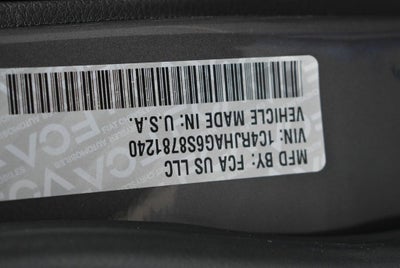 MFD BY: FCA US LLC
VIN: 1C4RJHAG6S8781240
VEHICLE MADE IN: U.S.A.